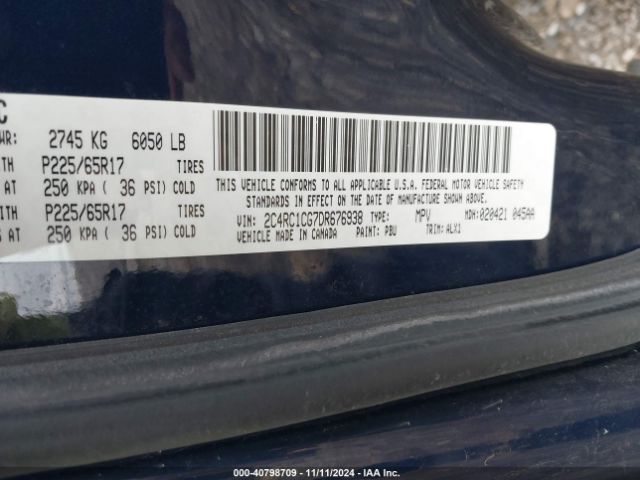 C
WR: 2745 KG 6050 LB
TH P225/65R17 TIRES
S AT 250 KPA ( 36 PSI) COLD
TH P225/65R17 TIRES
S AT 250 KPA ( 36 PSI) COLD
THIS VEHICLE CONFORMS TO ALL APPLICABLE U.S.A. FEDERAL MOTOR VEHICLE SAFETY
STANDARDS IN EFFECT ON THE DATE OF MANUFACTURE SHOWN ABOVE.
VIN: 2C4RC1CG7DR676938 TYPE: MPV MDH: 020421 045AA
VEHICLE MADE IN CANADA PAINT: PBU TRIM: ALX1
000-40798709 - 11/11/2024 - IAA Inc.